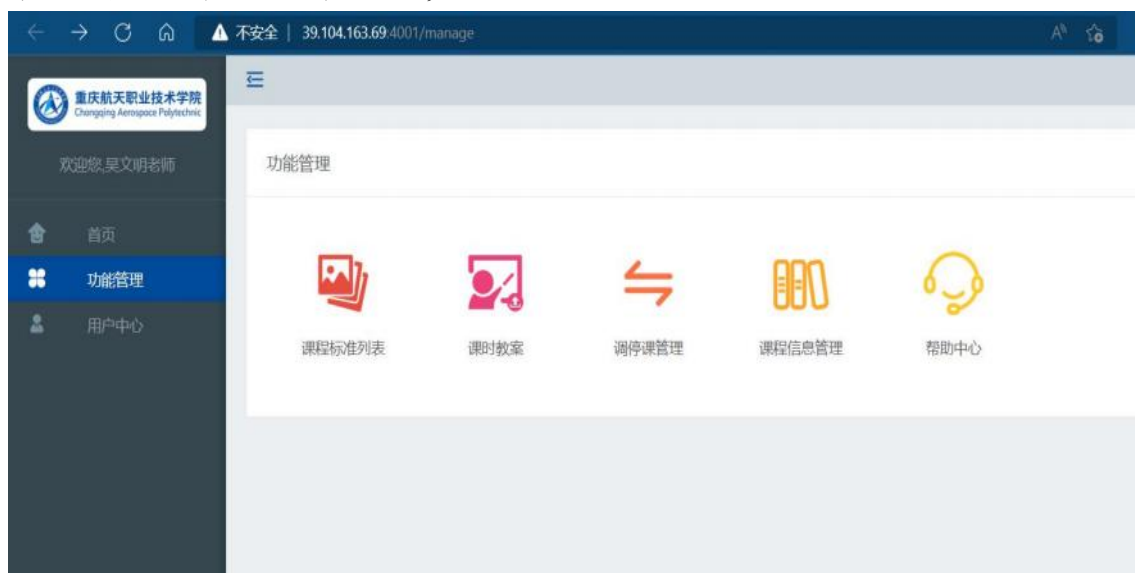 不安全 | 39.104.163.69:4001/manage
重庆航天职业技术学院
Chongqing Aerospace Polytechnic
欢迎您,吴文明老师
首页
功能管理
用户中心
功能管理
课程标准列表
课时教案
调停课管理
课程信息管理
帮助中心